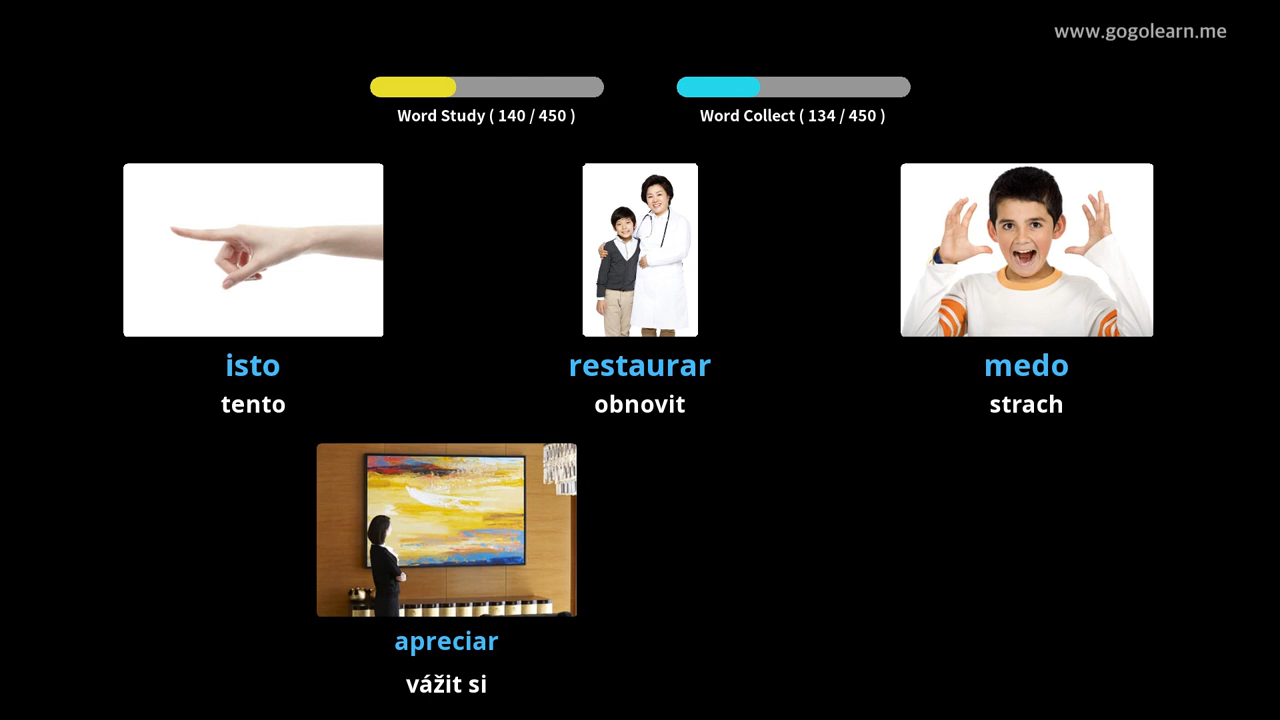 www.gogolearn.me
Word Study ( 140 / 450 )
Word Collect ( 134 / 450 )
isto
tento
restaurar
obnovit
medo
strach
apreciar
vážit si